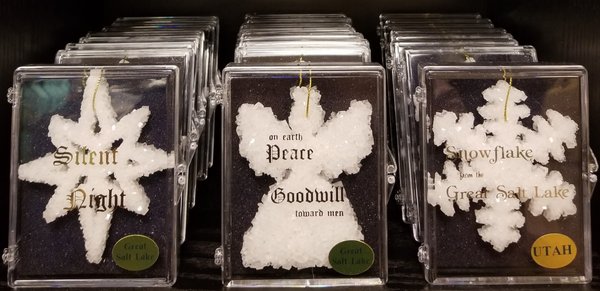 Silent
Night
Great
Salt Lake
on earth
Peace
Goodwill
toward men
Great
Salt Lake
Snowflake
from the
Great Salt Lake
UTAH